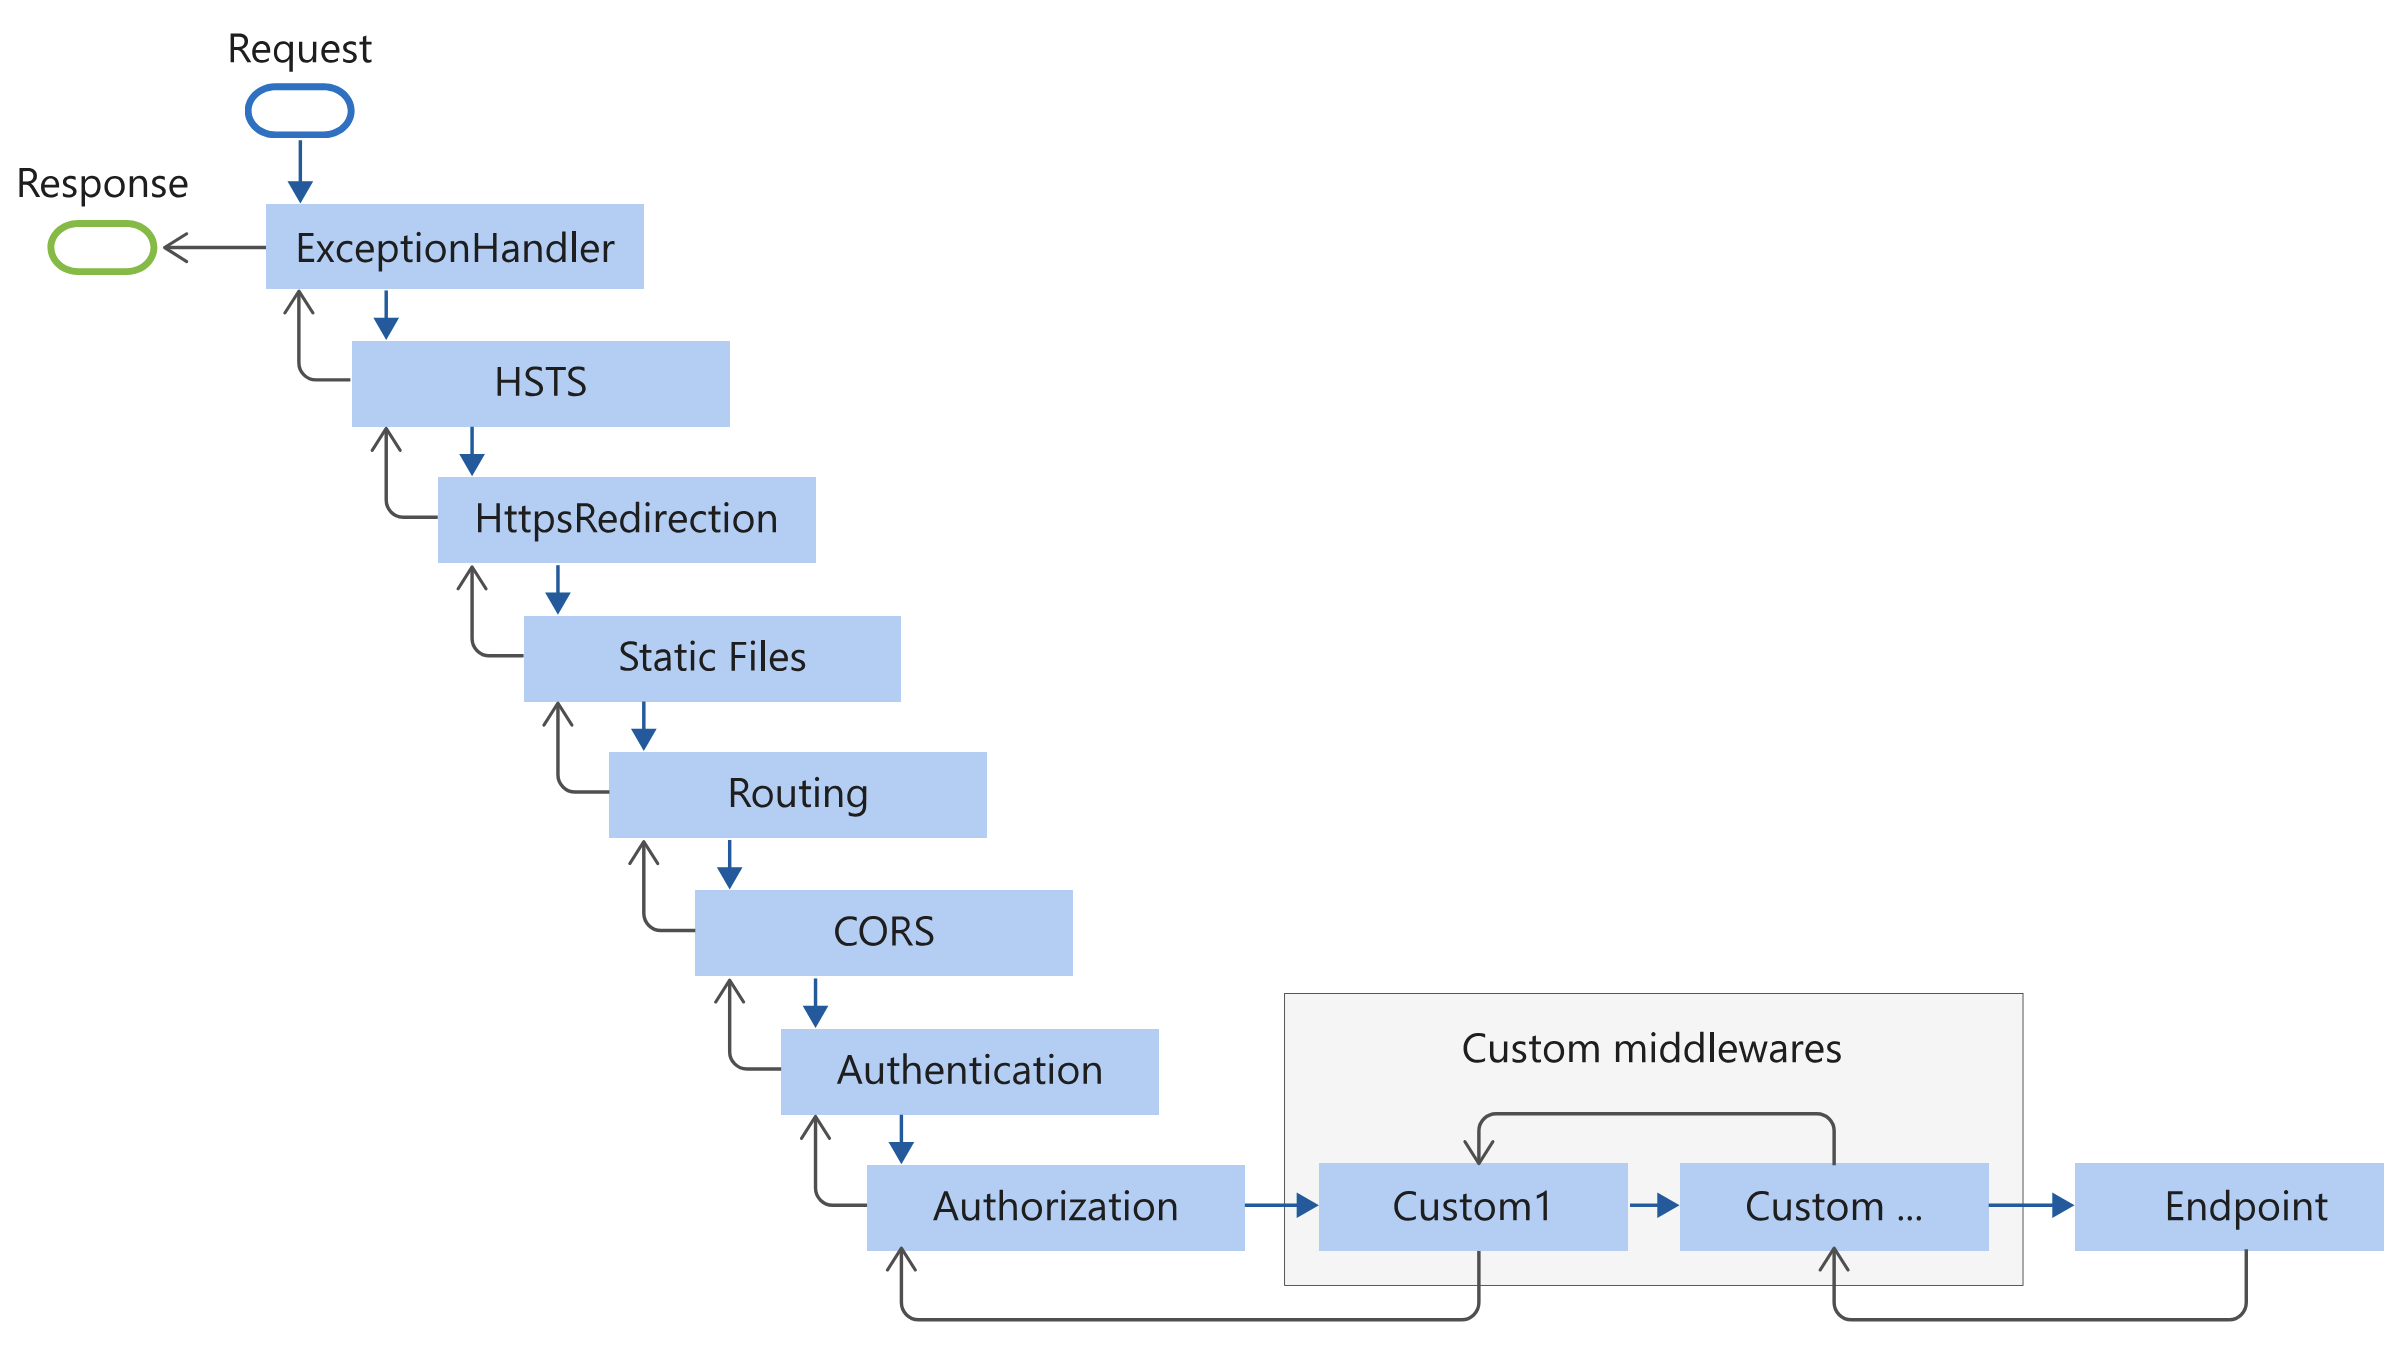 Request
Response
ExceptionHandler
HSTS
HttpsRedirection
Static Files
Routing
CORS
Authentication
Custom middlewares
Authorization
Custom1
Custom ...
Endpoint